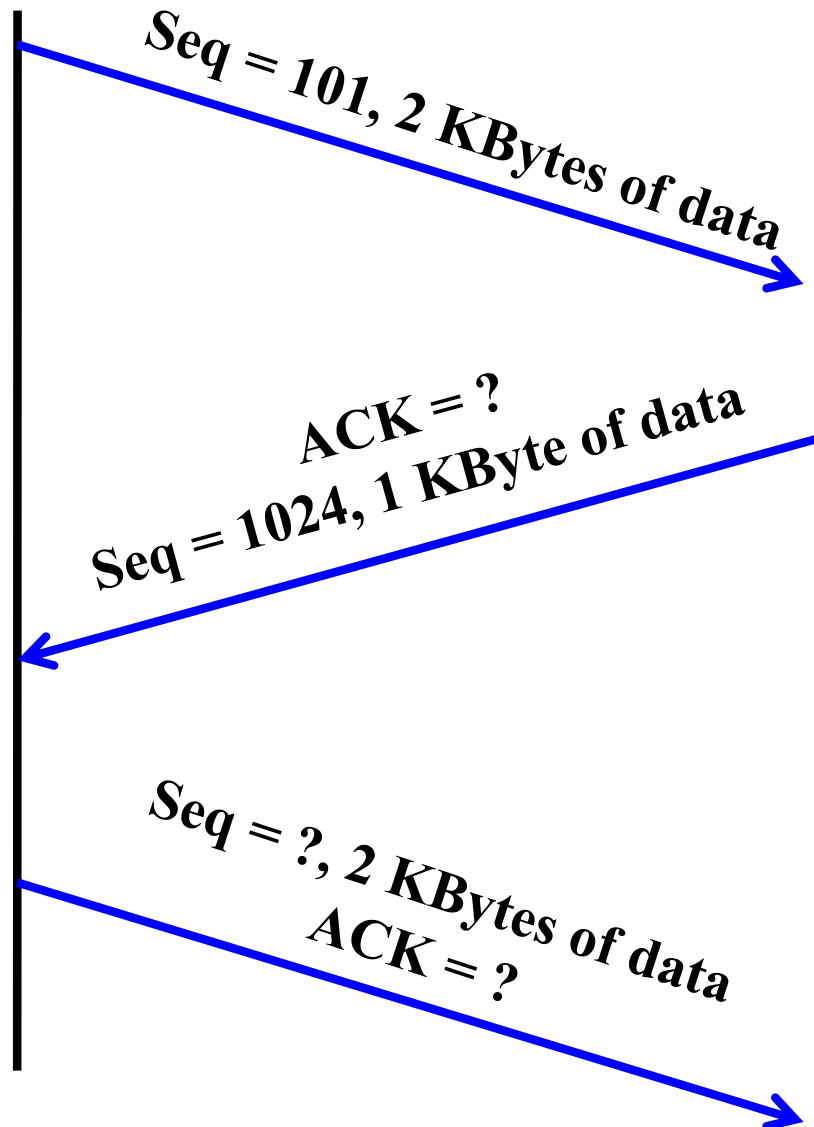 Seq = 101, 2 KBytes of data
ACK = ?
Seq = 1024, 1 KByte of data
Seq = ?, 2 KBytes of data
ACK = ?